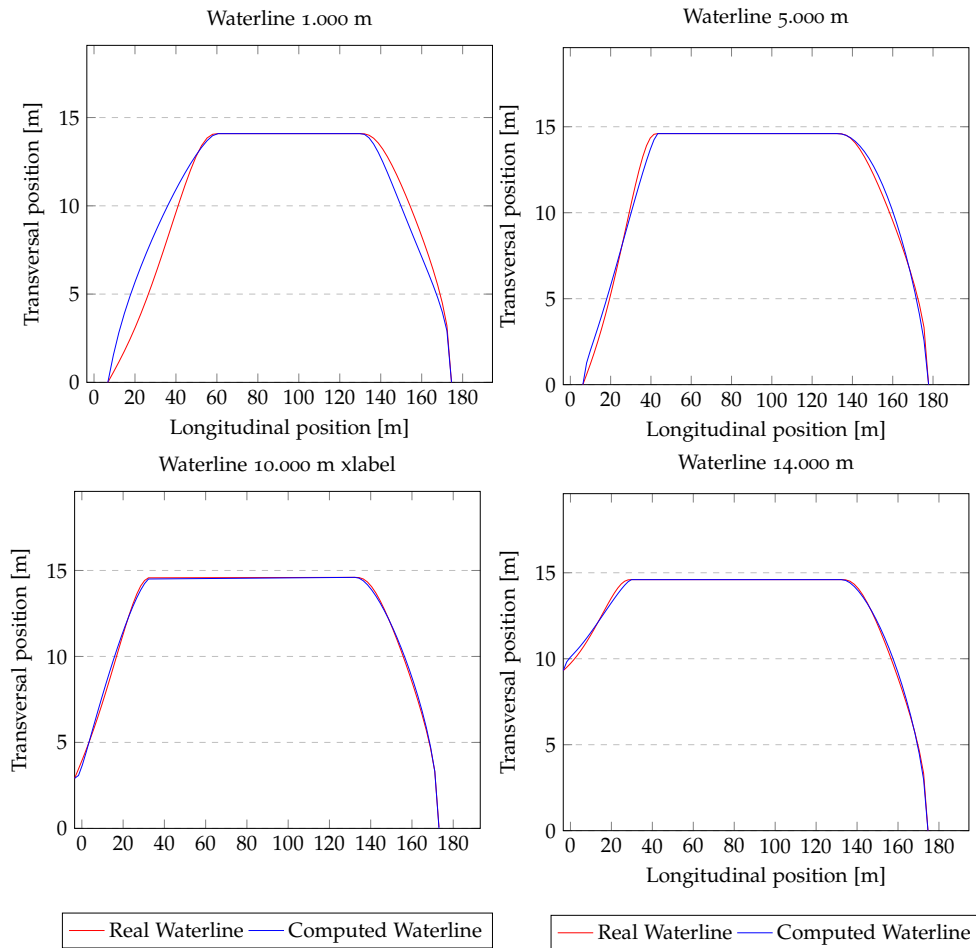 Waterline 1.000 m
Transversal position [m]
15
10
5
0
0 20 40 60 80 100 120 140 160 180
Longitudinal position [m]
Waterline 5.000 m
Transversal position [m]
15
10
5
0
0 20 40 60 80 100 120 140 160 180
Longitudinal position [m]
Waterline 10.000 m xlabel
Transversal position [m]
15
10
5
0
0 20 40 60 80 100 120 140 160 180
Waterline 14.000 m
Transversal position [m]
15
10
5
0
0 20 40 60 80 100 120 140 160 180
Longitudinal position [m]
Real Waterline Computed Waterline
Real Waterline Computed Waterline